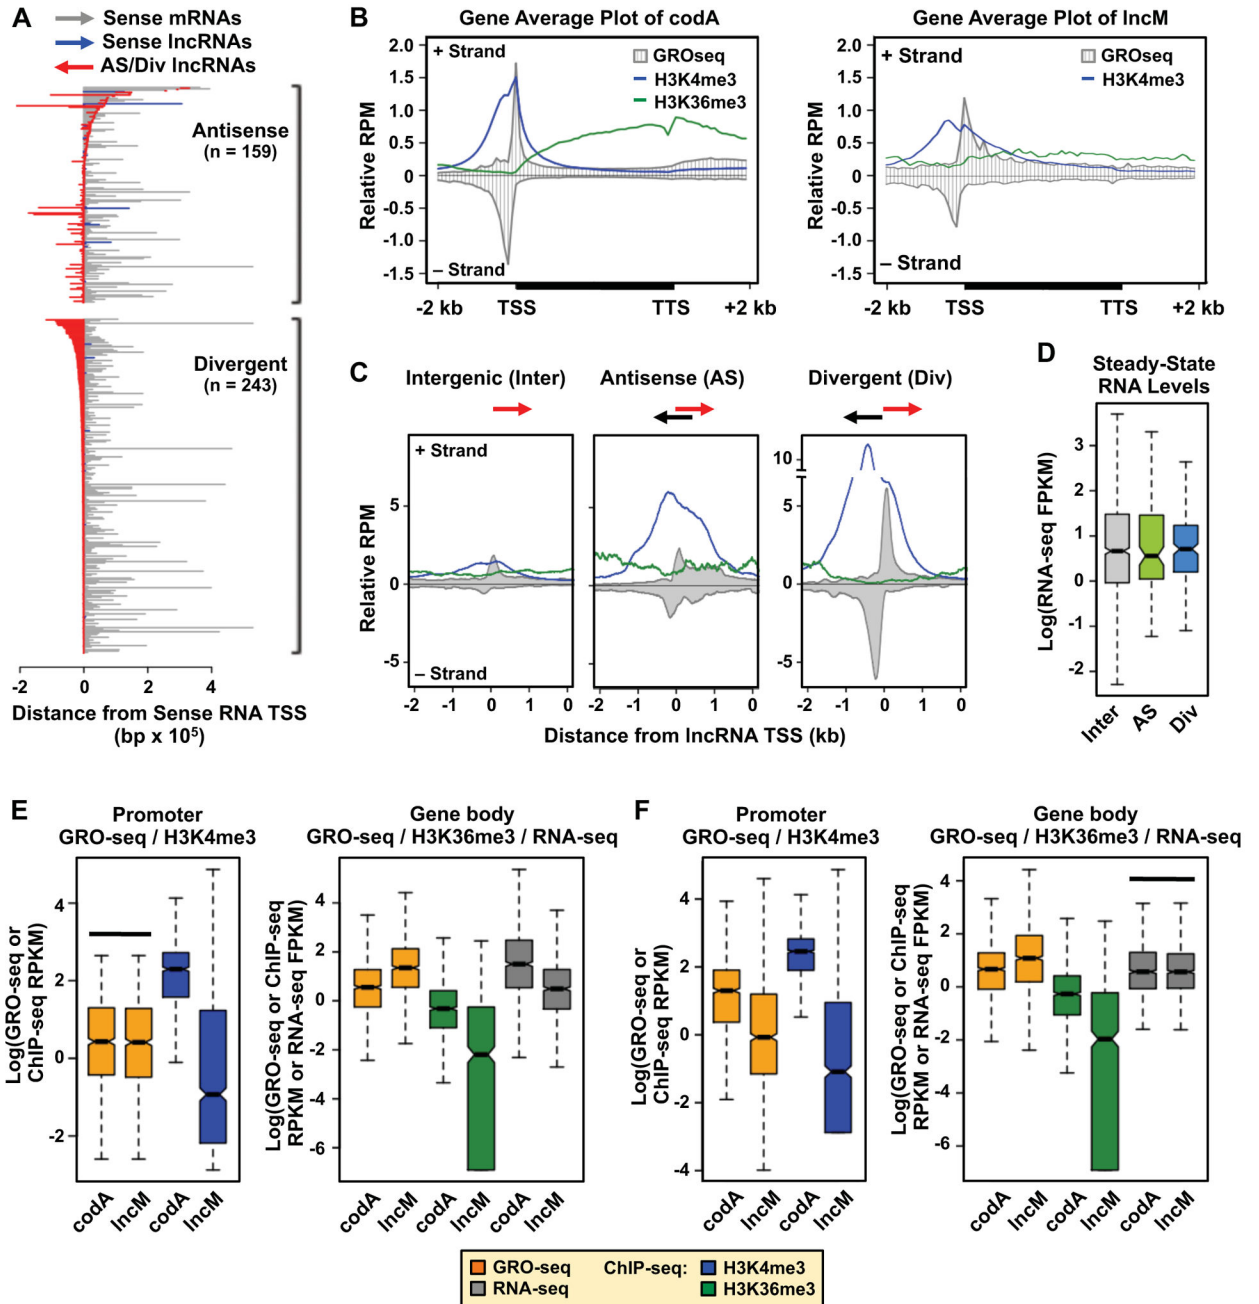 A
Sense mRNAs
Sense lncRNAs
AS/Div lncRNAs
Antisense
(n = 159)
Divergent
(n = 243)
-2 0 2 4
Distance from Sense RNA TSS
(bp x 10⁵)
B
Gene Average Plot of codA
+ Strand
GROseq
H3K4me3
H3K36me3
Relative RPM
2.0
1.5
1.0
0.5
0
-0.5
-1.0
-1.5
– Strand
-2 kb TSS TTS +2 kb
Gene Average Plot of lncM
+ Strand
GROseq
H3K4me3
Relative RPM
2.0
1.5
1.0
0.5
0
-0.5
-1.0
-1.5
– Strand
-2 kb TSS TTS +2 kb
C
Intergenic (Inter)
Antisense (AS)
Divergent (Div)
+ Strand
Relative RPM
5
0
-5
– Strand
5
0
10
5
0
-5
-2 -1 0 1 0
-2 -1 0 1 0
-2 -1 0 1 0
Distance from lncRNA TSS (kb)
D
Steady-State
RNA Levels
Log(RNA-seq FPKM)
3
2
1
0
-1
-2
Inter AS Div
E
Promoter
GRO-seq / H3K4me3
Log(GRO-seq or
ChIP-seq RPKM)
4
2
0
-2
codA lncM codA lncM
Gene body
GRO-seq / H3K36me3 / RNA-seq
Log(GRO-seq or ChIP-seq
RPKM or RNA-seq FPKM)
4
2
0
-2
-4
-6
codA lncM codA lncM codA lncM
F
Promoter
GRO-seq / H3K4me3
Log(GRO-seq or
ChIP-seq RPKM)
4
2
0
-2
-4
codA lncM codA lncM
Gene body
GRO-seq / H3K36me3 / RNA-seq
Log(GRO-seq or ChIP-seq
RPKM or RNA-seq FPKM)
4
2
0
-2
-4
-6
codA lncM codA lncM codA lncM
GRO-seq ChIP-seq: H3K4me3
RNA-seq H3K36me3